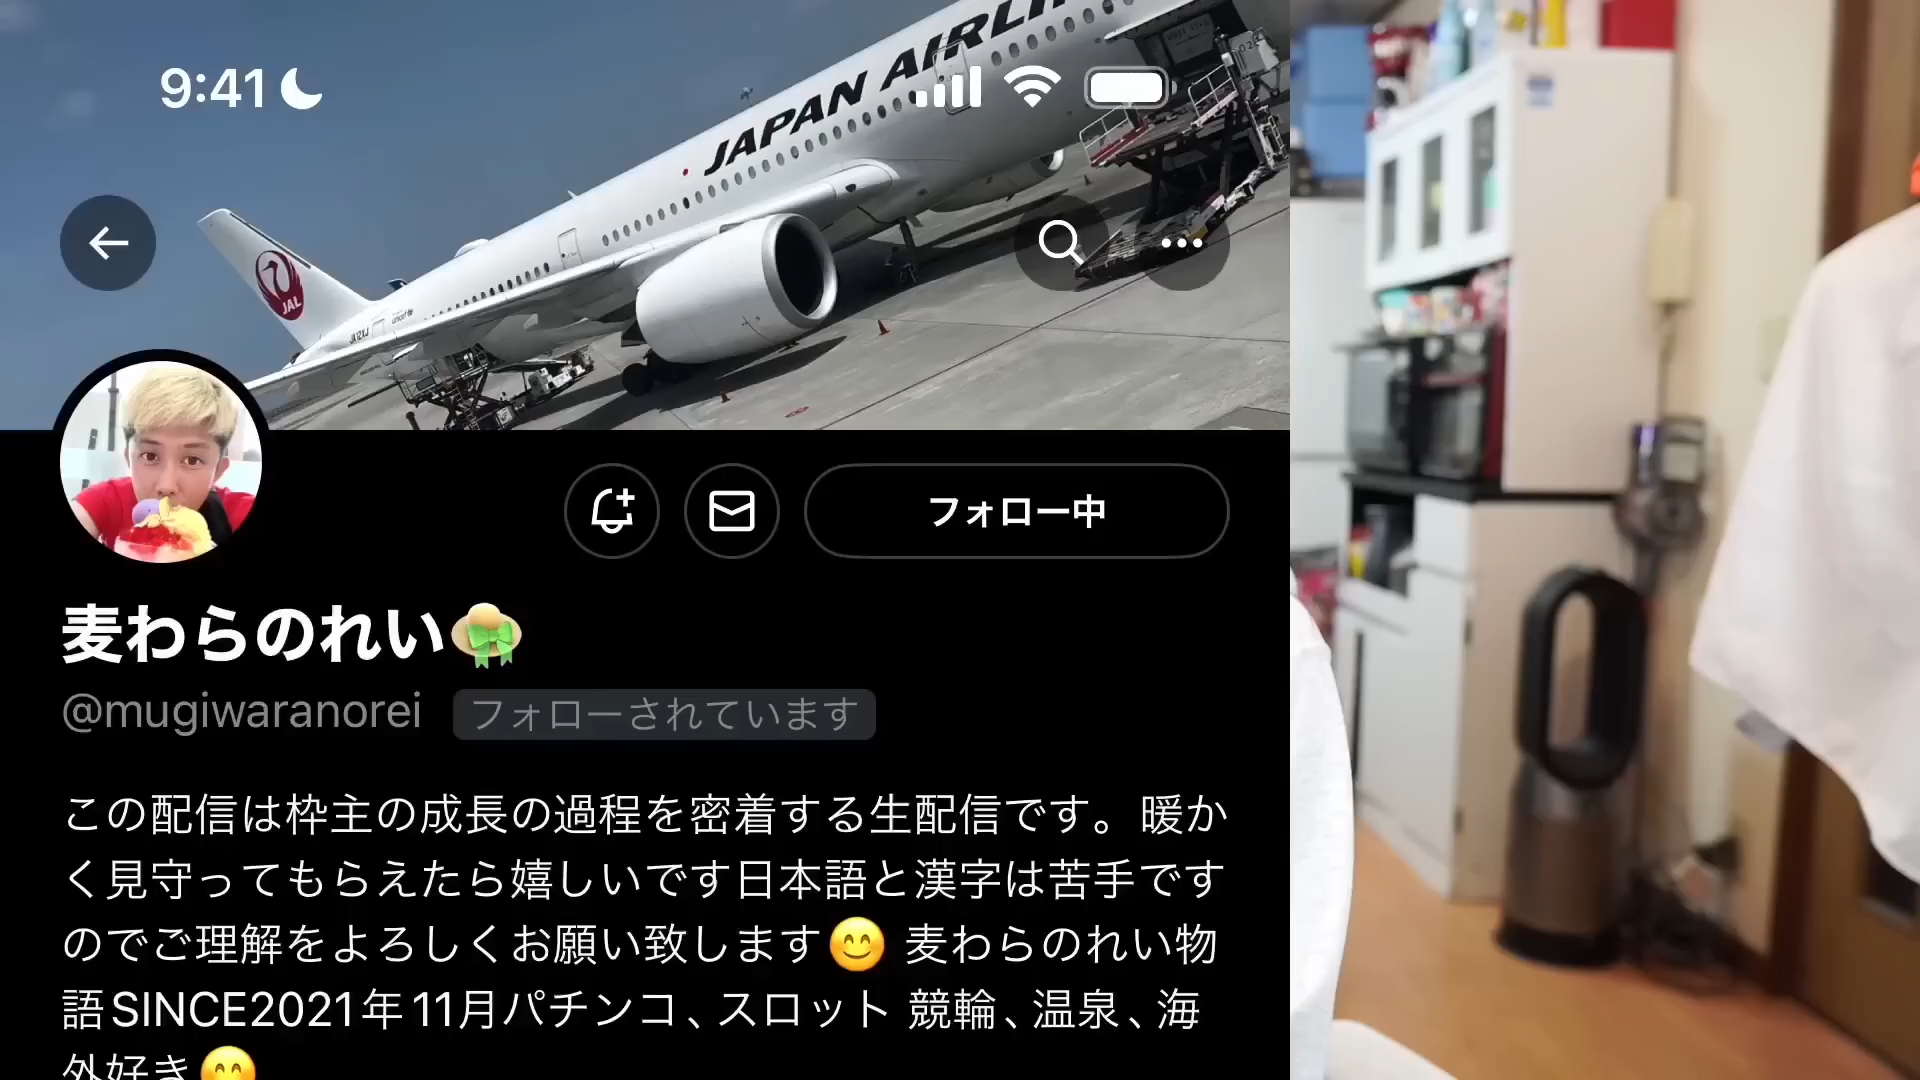 9:41
JAPAN AIRLIN
JAL
麦わらのれい
@mugiwaranorei フォローされています
フォロー中
この配信は枠主の成長の過程を密着する生配信です。暖か
く見守ってもらえたら嬉しいです日本語と漢字は苦手です
のでご理解をよろしくお願い致します😊 麦わらのれい物
語SINCE2021年11月パチンコ、スロット 競輪、温泉、海
外好き😊